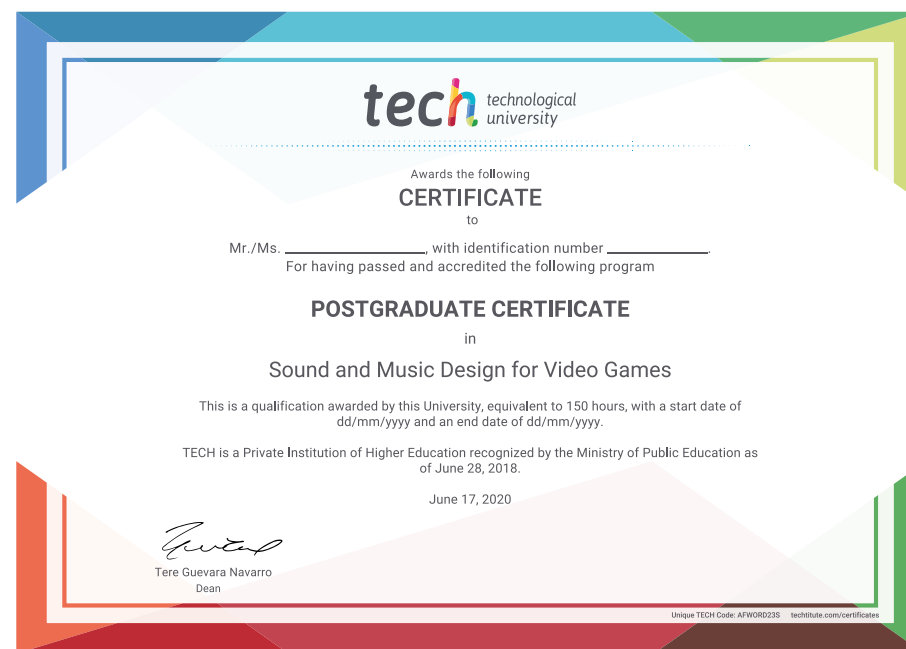 tech technological
university
Awards the following
CERTIFICATE
to
Mr./Ms. ____________________, with identification number ______________.
For having passed and accredited the following program
POSTGRADUATE CERTIFICATE
in
Sound and Music Design for Video Games
This is a qualification awarded by this University, equivalent to 150 hours, with a start date of
dd/mm/yyyy and an end date of dd/mm/yyyy.
TECH is a Private Institution of Higher Education recognized by the Ministry of Public Education as
of June 28, 2018.
June 17, 2020
Tere Guevara Navarro
Dean
Unique TECH Code: AFWORD23S techtitute.com/certificates